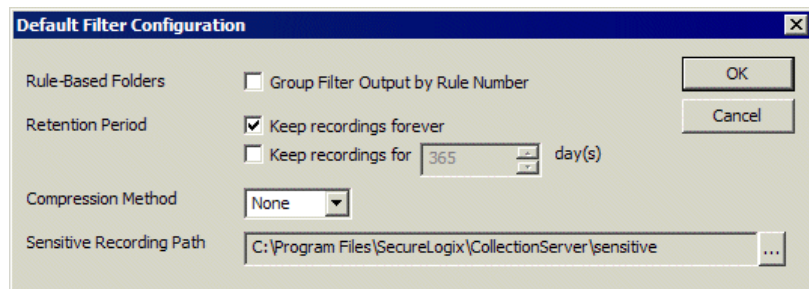 Default Filter Configuration
Rule-Based Folders
Group Filter Output by Rule Number
OK
Retention Period
Keep recordings forever
Cancel
Keep recordings for 365 day(s)
Compression Method
None
Sensitive Recording Path
C:\Program Files\SecureLogix\CollectionServer\sensitive
...